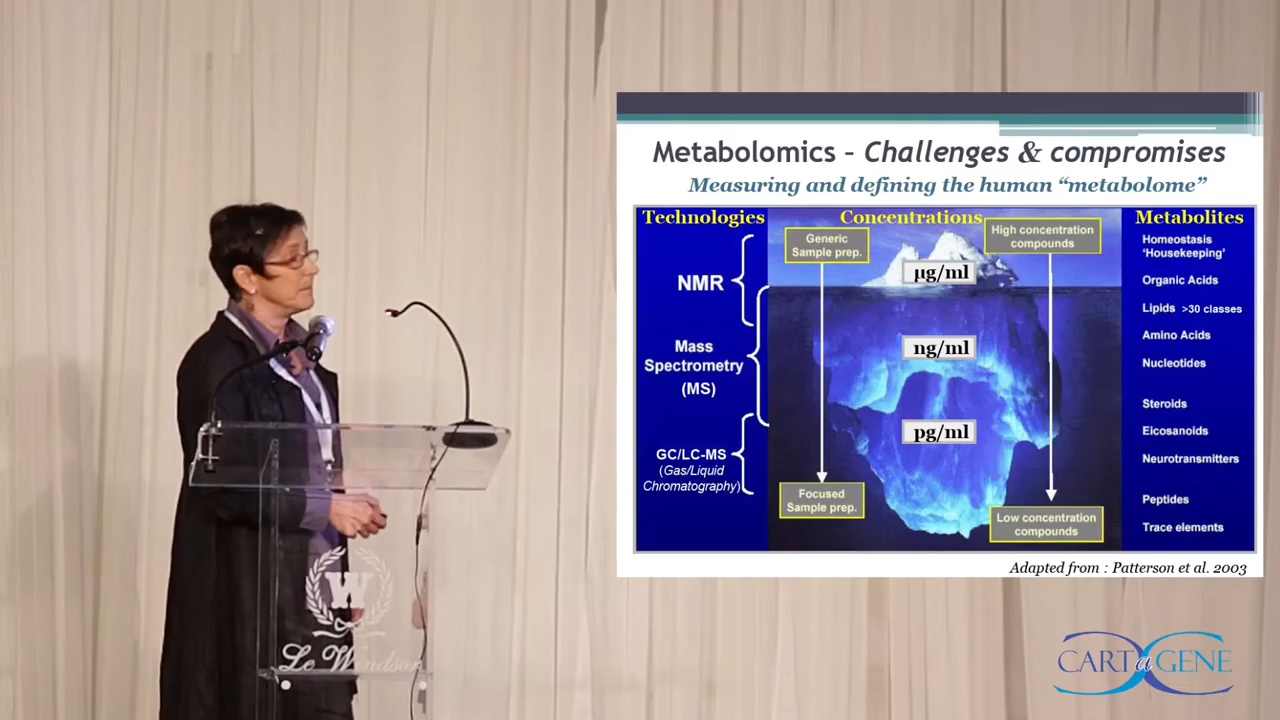 Metabolomics – Challenges & compromises
Measuring and defining the human “metabolome”
Technologies
NMR
Mass
Spectrometry
(MS)
GC/LC-MS
(Gas/Liquid
Chromatography)
Concentrations
Generic
Sample prep.
High concentration
compounds
µg/ml
ng/ml
pg/ml
Focused
Sample prep.
Low concentration
compounds
Metabolites
Homeostasis
‘Housekeeping’
Organic Acids
Lipids >30 classes
Amino Acids
Nucleotides
Steroids
Eicosanoids
Neurotransmitters
Peptides
Trace elements
Adapted from : Patterson et al. 2003
W
Le Windsor
CARTaGENE